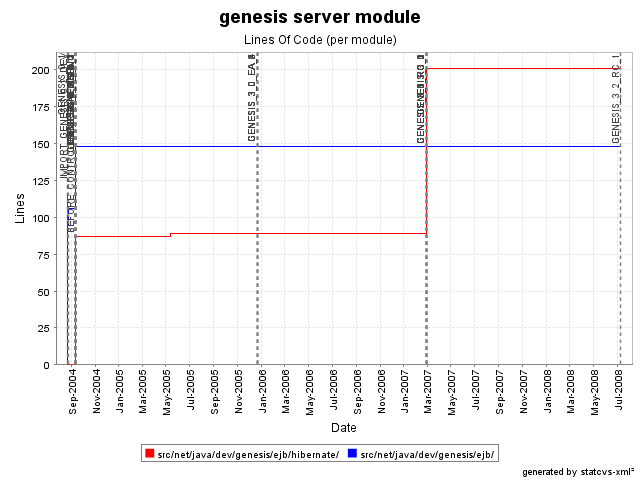 genesis server module
Lines Of Code (per module)
Lines
200
175
150
125
100
75
50
25
0
GENESIS_3_2_RC_1
Sep-2004
Nov-2004
Jan-2005
Mar-2005
May-2005
Jul-2005
Sep-2005
Nov-2005
Jan-2006
Mar-2006
May-2006
Jul-2006
Sep-2006
Nov-2006
Jan-2007
Mar-2007
May-2007
Jul-2007
Sep-2007
Nov-2007
Jan-2008
Mar-2008
May-2008
Jul-2008
Date
src/net/java/dev/genesis/ejb/hibernate/
src/net/java/dev/genesis/ejb/
generated by statcvs-xml²